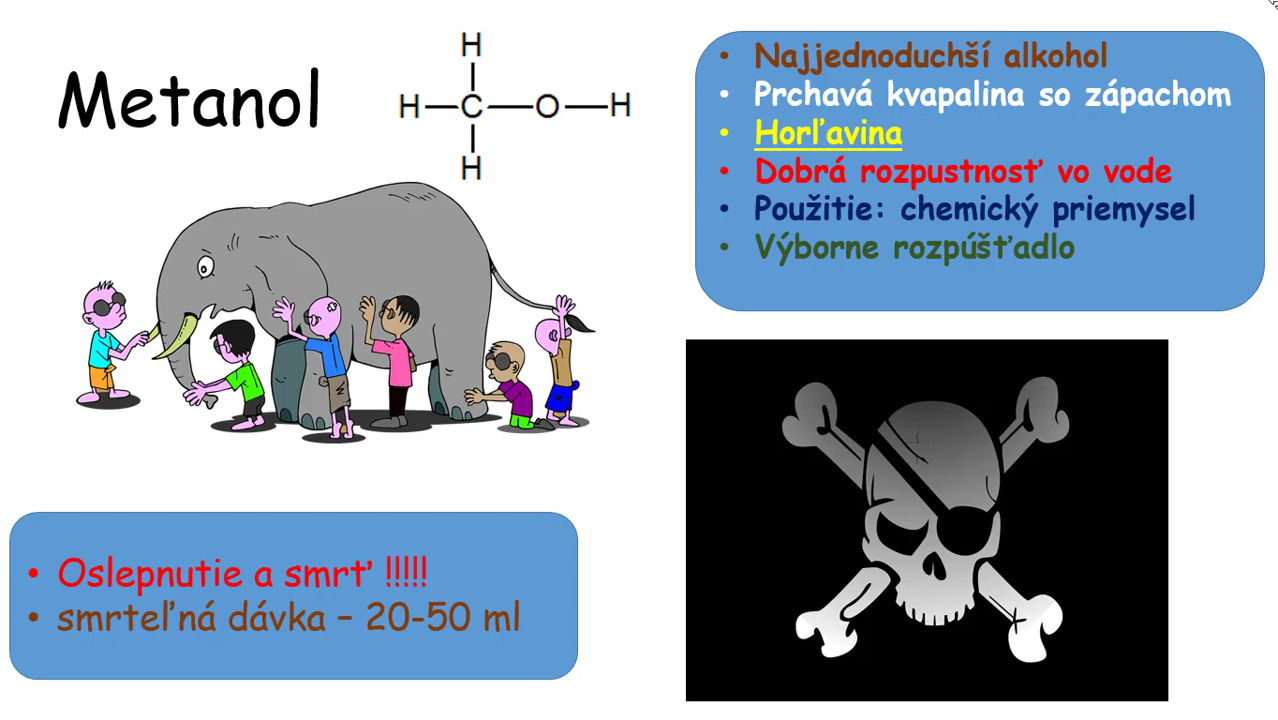 Metanol
H
H C O H
H
• Najjednoduchší alkohol
• Prchavá kvapalina so zápachom
• Horľavina
• Dobrá rozpustnosť vo vode
• Použitie: chemický priemysel
• Výborne rozpúšťadlo
• Oslepnutie a smrť !!!!!
• smrteľná dávka – 20-50 ml